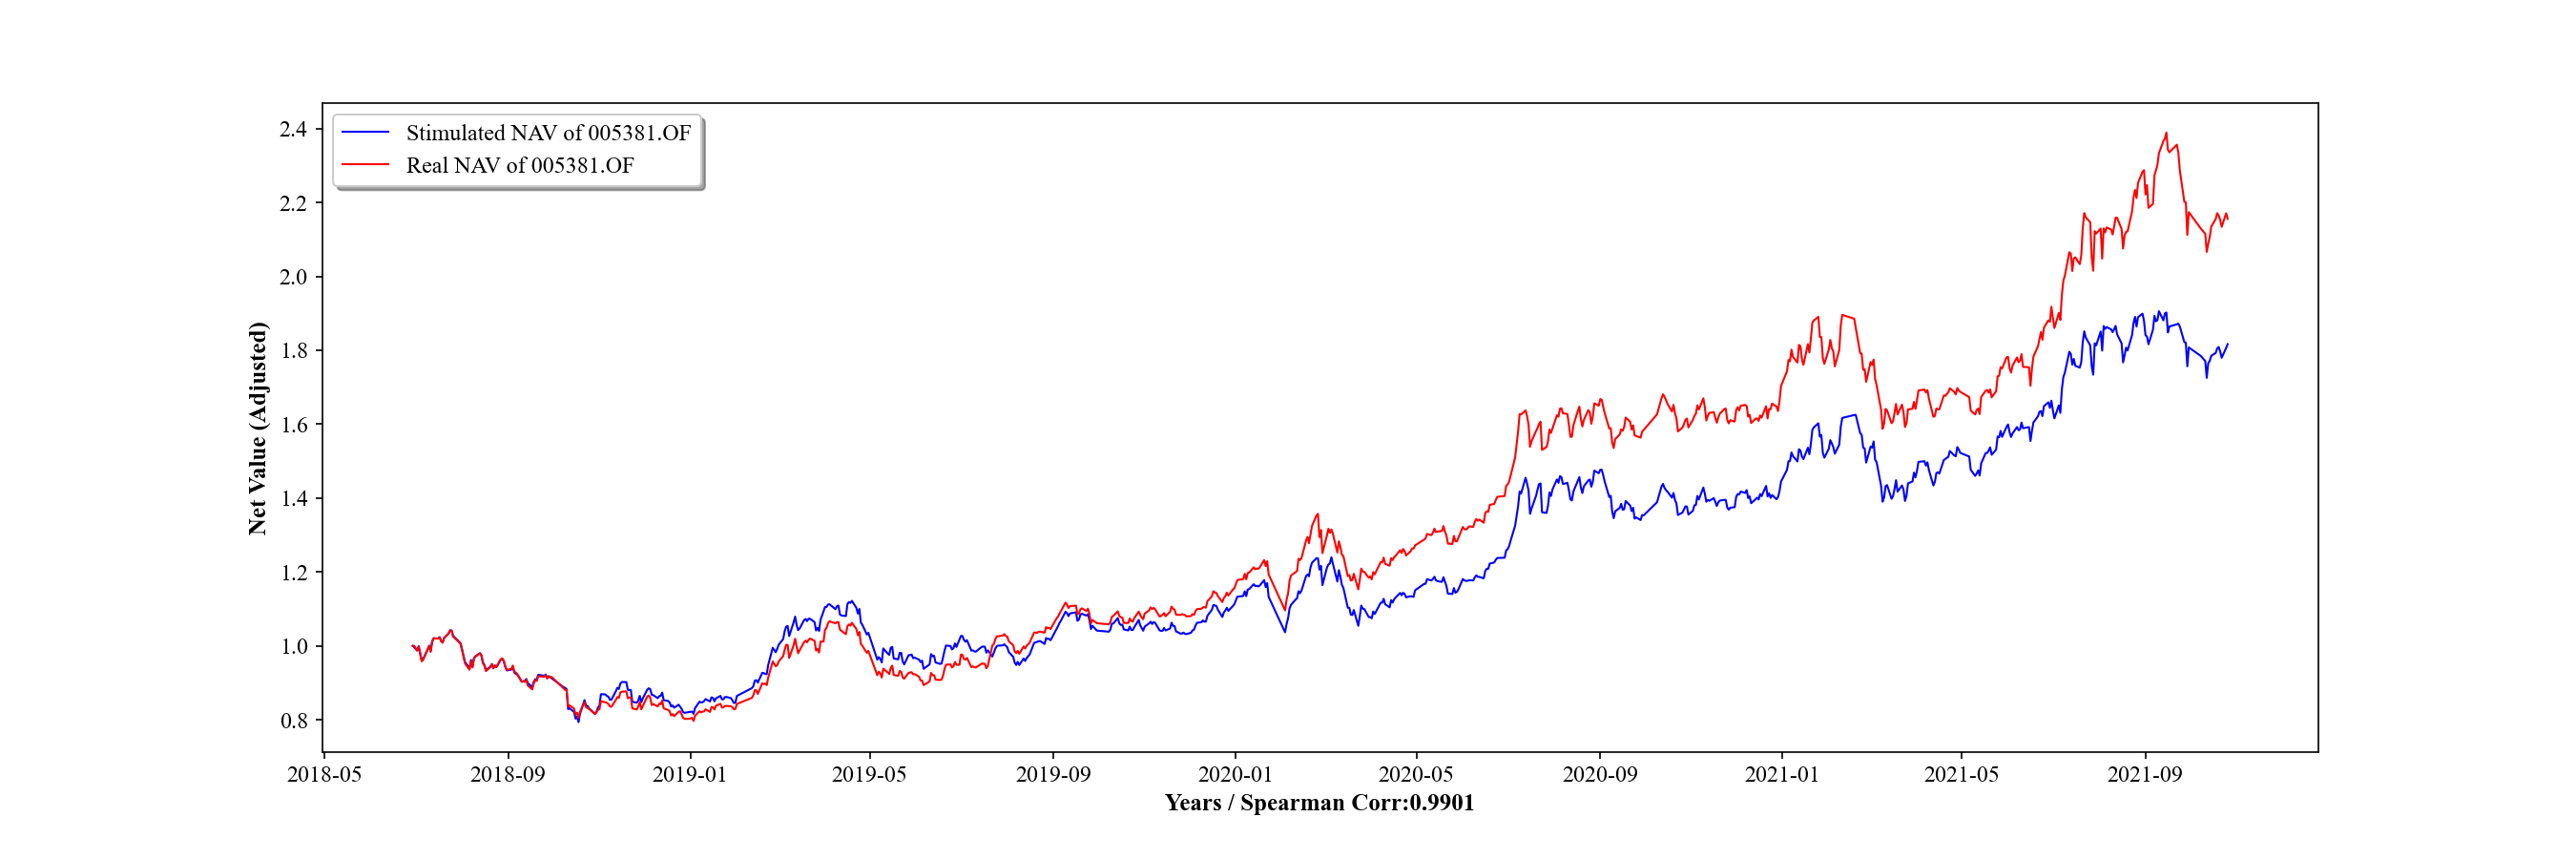 Stimulated NAV of 005381.OF
Real NAV of 005381.OF
Net Value (Adjusted)
2.4
2.2
2.0
1.8
1.6
1.4
1.2
1.0
0.8
2018-05 2018-09 2019-01 2019-05 2019-09 2020-01 2020-05 2020-09 2021-01 2021-05 2021-09
Years / Spearman Corr:0.9901